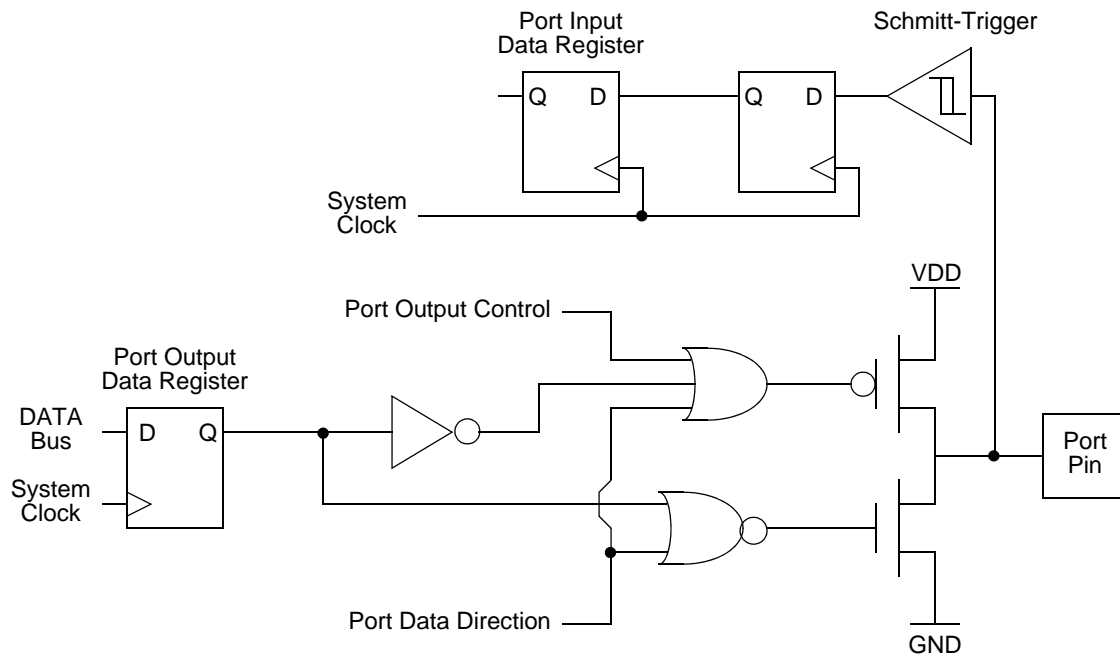 Port Input
Data Register
Schmitt-Trigger
Q
D
Q
D
System
Clock
VDD
Port Output Control
Port Output
Data Register
DATA
Bus
D
Q
System
Clock
Port
Pin
Port Data Direction
GND